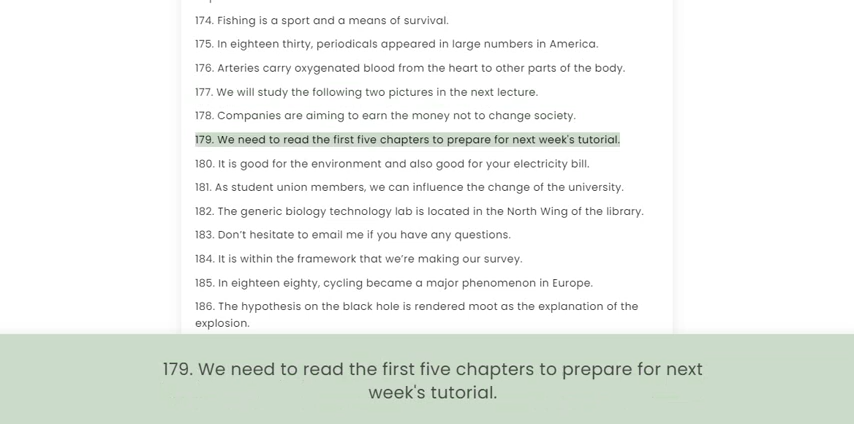 174. Fishing is a sport and a means of survival.
175. In eighteen thirty, periodicals appeared in large numbers in America.
176. Arteries carry oxygenated blood from the heart to other parts of the body.
177. We will study the following two pictures in the next lecture.
178. Companies are aiming to earn the money not to change society.
179. We need to read the first five chapters to prepare for next week's tutorial.
180. It is good for the environment and also good for your electricity bill.
181. As student union members, we can influence the change of the university.
182. The generic biology technology lab is located in the North Wing of the library.
183. Don’t hesitate to email me if you have any questions.
184. It is within the framework that we’re making our survey.
185. In eighteen eighty, cycling became a major phenomenon in Europe.
186. The hypothesis on the black hole is rendered moot as the explanation of the
explosion.
179. We need to read the first five chapters to prepare for next
week's tutorial.